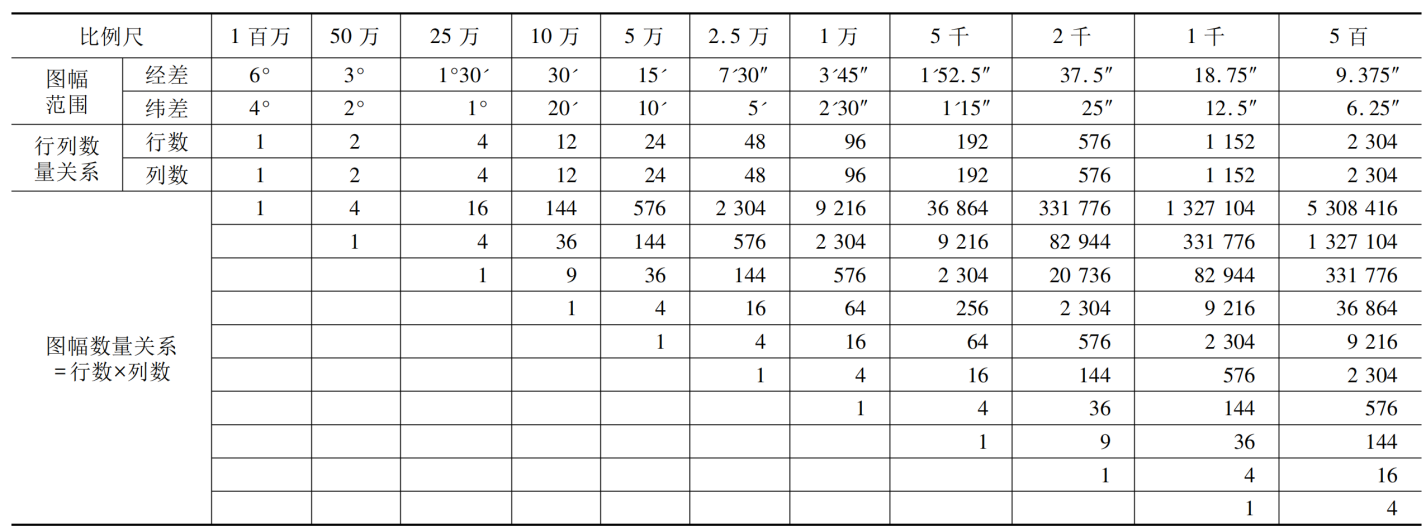 比例尺 1百万 50万 25万 10万 5万 2.5万 1万 5千 2千 1千 5百
图幅范围 经差 6° 3° 1°30′ 30′ 15′ 7′30″ 3′45″ 1′52.5″ 37.5″ 18.75″ 9.375″
纬差 4° 2° 1° 20′ 10′ 5′ 2′30″ 1′15″ 25″ 12.5″ 6.25″
行列数量关系 行数 1 2 4 12 24 48 96 192 576 1 152 2 304
列数 1 2 4 12 24 48 96 192 576 1 152 2 304
图幅数量关系=行数×列数 1 4 16 144 576 2 304 9 216 36 864 331 776 1 327 104 5 308 416
1 4 36 144 576 2 304 9 216 82 944 331 776 1 327 104
1 9 36 144 576 2 304 20 736 82 944 331 776
1 4 16 64 256 2 304 9 216 36 864
1 4 16 64 576 2 304 9 216
1 4 16 144 576 2 304
1 4 36 144 576
1 9 36 144
1 4 16
1 4